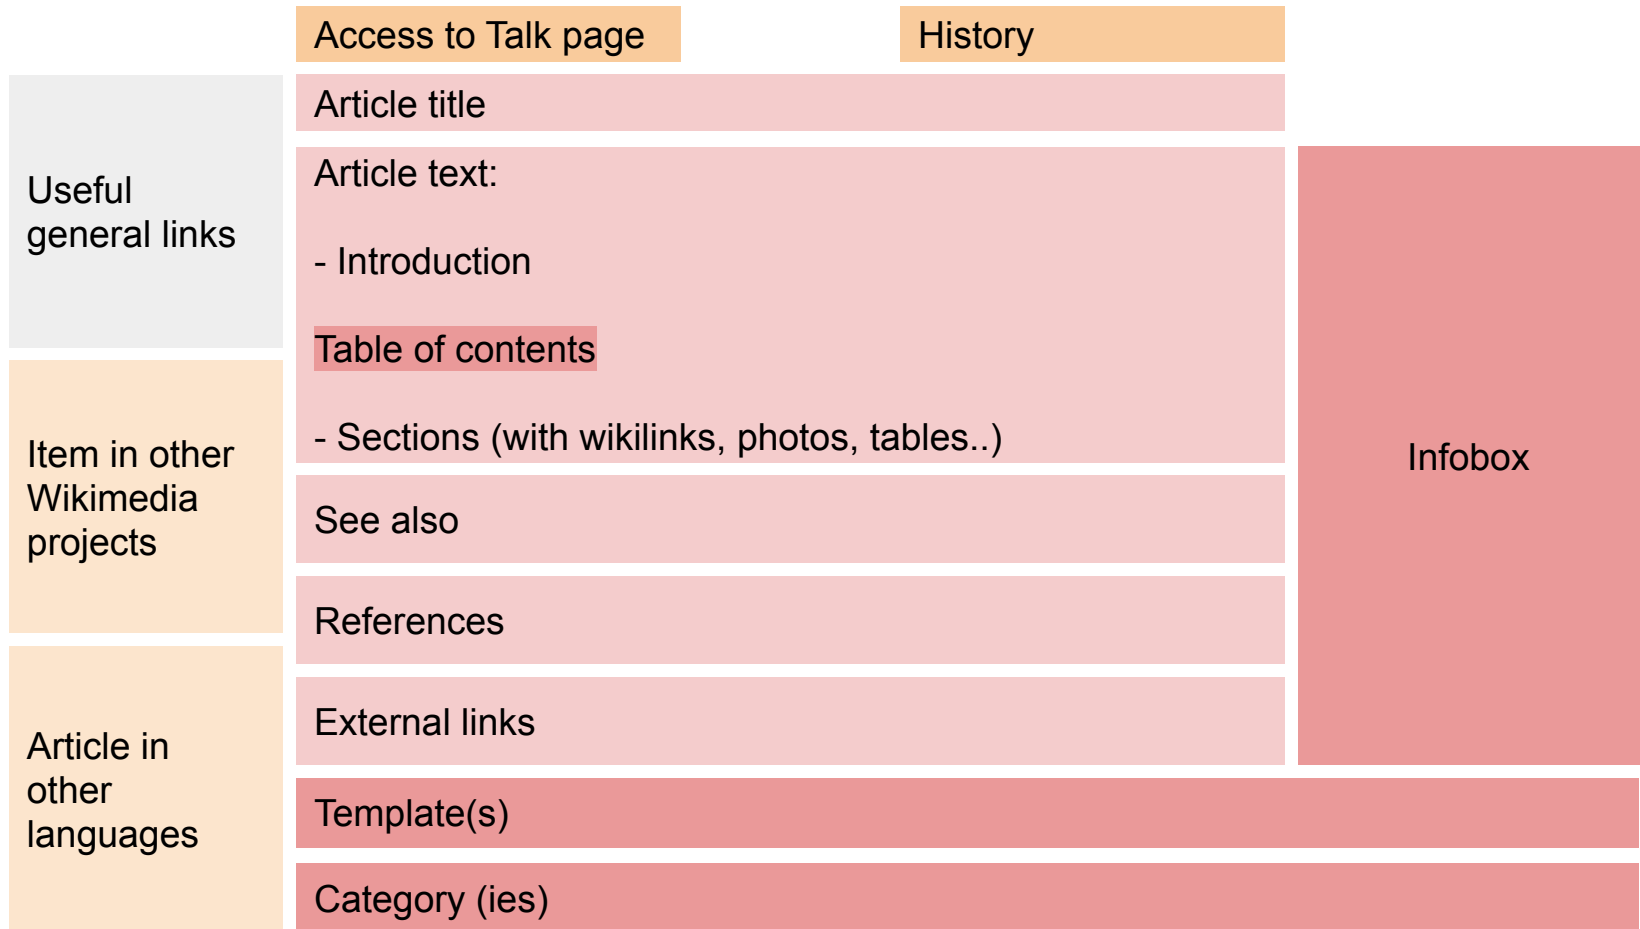 Access to Talk page
History
Article title
Useful
general links
Article text:
- Introduction
Table of contents
- Sections (with wikilinks, photos, tables..)
Infobox
Item in other
Wikimedia
projects
See also
References
External links
Article in
other
languages
Template(s)
Category (ies)